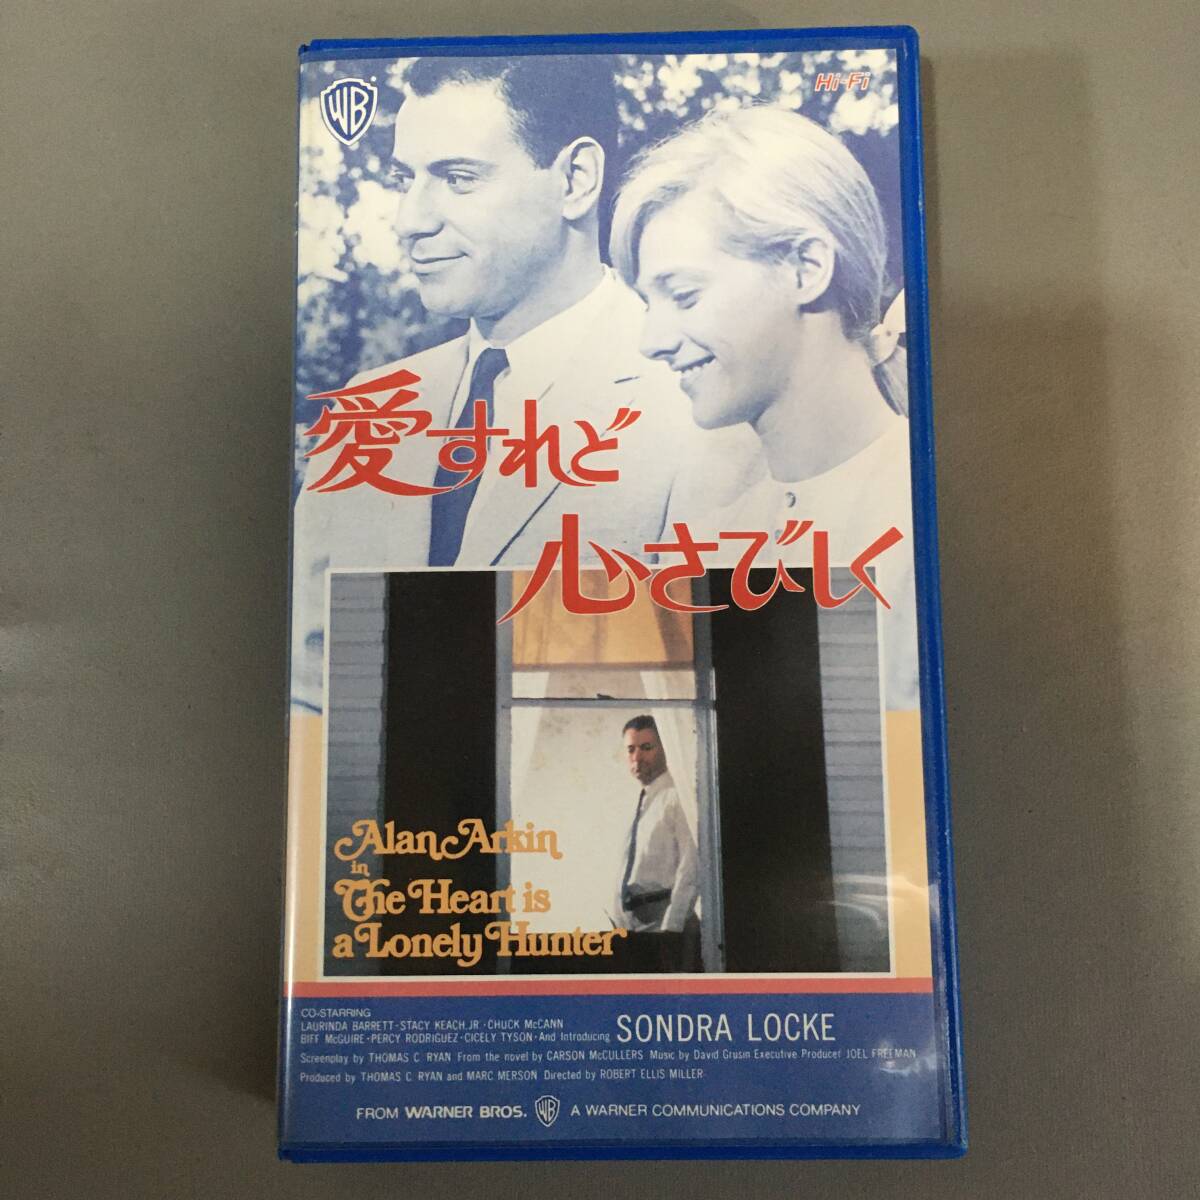 WB
Hi-Fi
愛すれど
心さびしく
Alan Arkin
in
The Heart is
a Lonely Hunter
CO-STARRING
LAURINDA BARRETT·STACY KEACH, JR.·CHUCK McCANN
BIFF McGUIRE·PERCY RODRIGUEZ·CICELY TYSON·And Introducing SONDRA LOCKE
Screenplay by THOMAS C. RYAN From the novel by CARSON McCULLERS Music by David Grusin Executive Producer JOEL FREEMAN
Produced by THOMAS C. RYAN and MARC MERSON Directed by ROBERT ELLIS MILLER
FROM WARNER BROS. WB A WARNER COMMUNICATIONS COMPANY